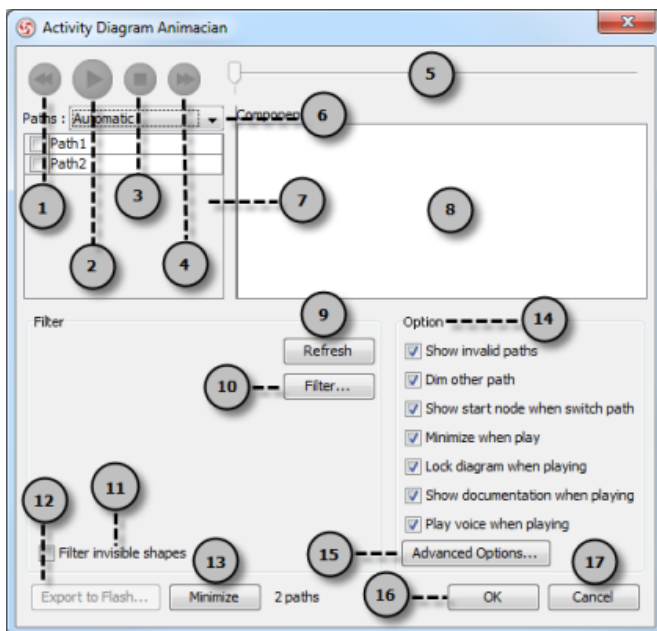 Activity Diagram Animacian
5
Paths : Automatic
6
Path1
Path2
1
2
3
4
7
8
Filter
9
Refresh
10
Filter...
Option
14
Show invalid paths
Dim other path
Show start node when switch path
Minimize when play
Lock diagram when playing
Show documentation when playing
Play voice when playing
12
11
Filter invisible shapes
13
15
Advanced Options...
17
Export to Flash...
Minimize
2 paths
16
OK
Cancel